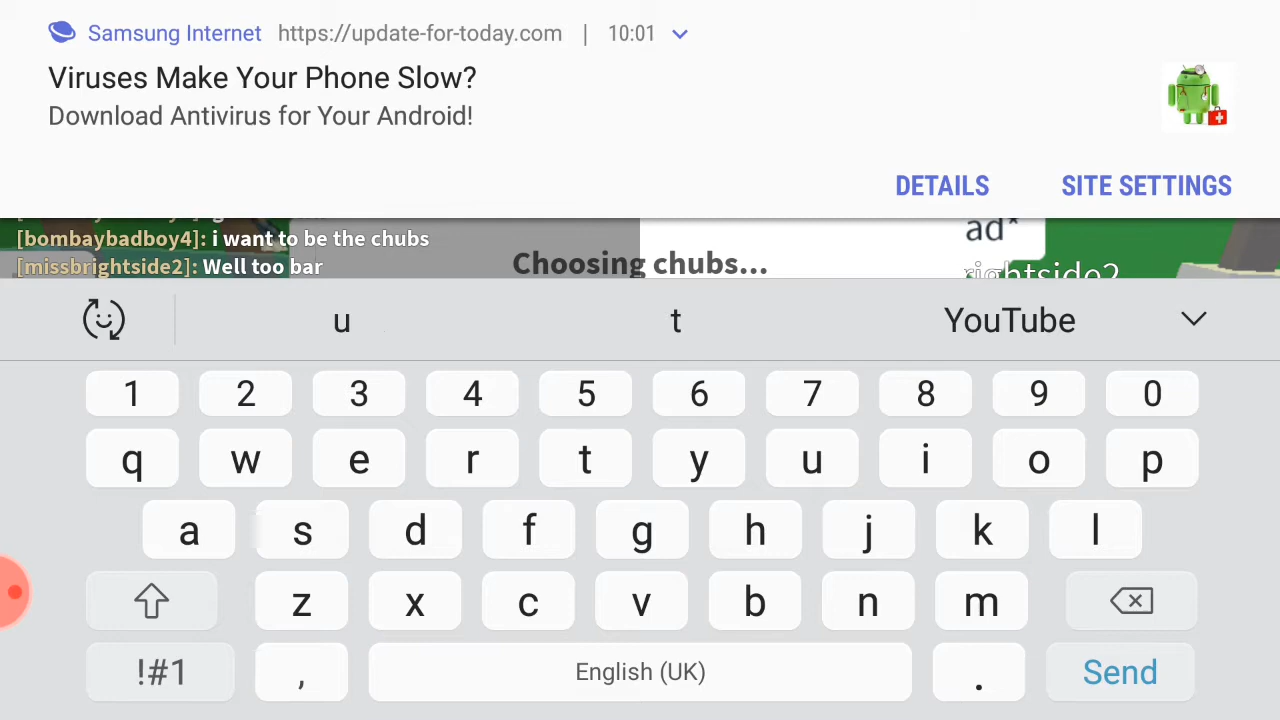 Samsung Internet https://update-for-today.com | 10:01
Viruses Make Your Phone Slow?
Download Antivirus for Your Android!
DETAILS SITE SETTINGS
ad*
[bombaybadboy4]: i want to be the chubs
Choosing chubs...
rightside2
[missbrightside2]: Well too bar
u t YouTube
1 2 3 4 5 6 7 8 9 0
q w e r t y u i o p
a s d f g h j k l
z x c v b n m
!#1 , English (UK) . Send